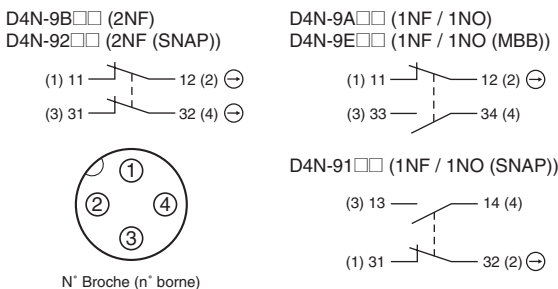 D4N-9B□□ (2NF)
D4N-92□□ (2NF (SNAP))
(1) 11 12 (2)
(3) 31 32 (4)
1
2 4
3
N° Broche (n° borne)
D4N-9A□□ (1NF / 1NO)
D4N-9E□□ (1NF / 1NO (MBB))
(1) 11 12 (2)
(3) 33 34 (4)
D4N-91□□ (1NF / 1NO (SNAP))
(3) 13 14 (4)
(1) 31 32 (2)